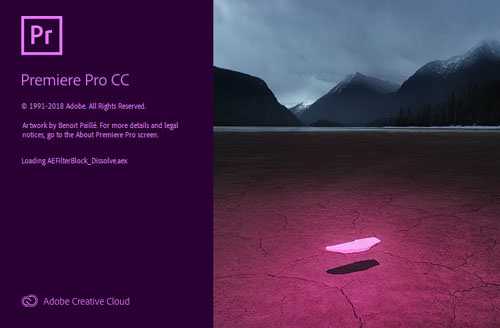 Pr
Premiere Pro CC
© 1991-2018 Adobe. All Rights Reserved.
Artwork by Benoit Paillé. For more details and legal
notices, go to the About Premiere Pro screen.
Loading AEFilterBlock_Dissolve.aex
Adobe Creative Cloud